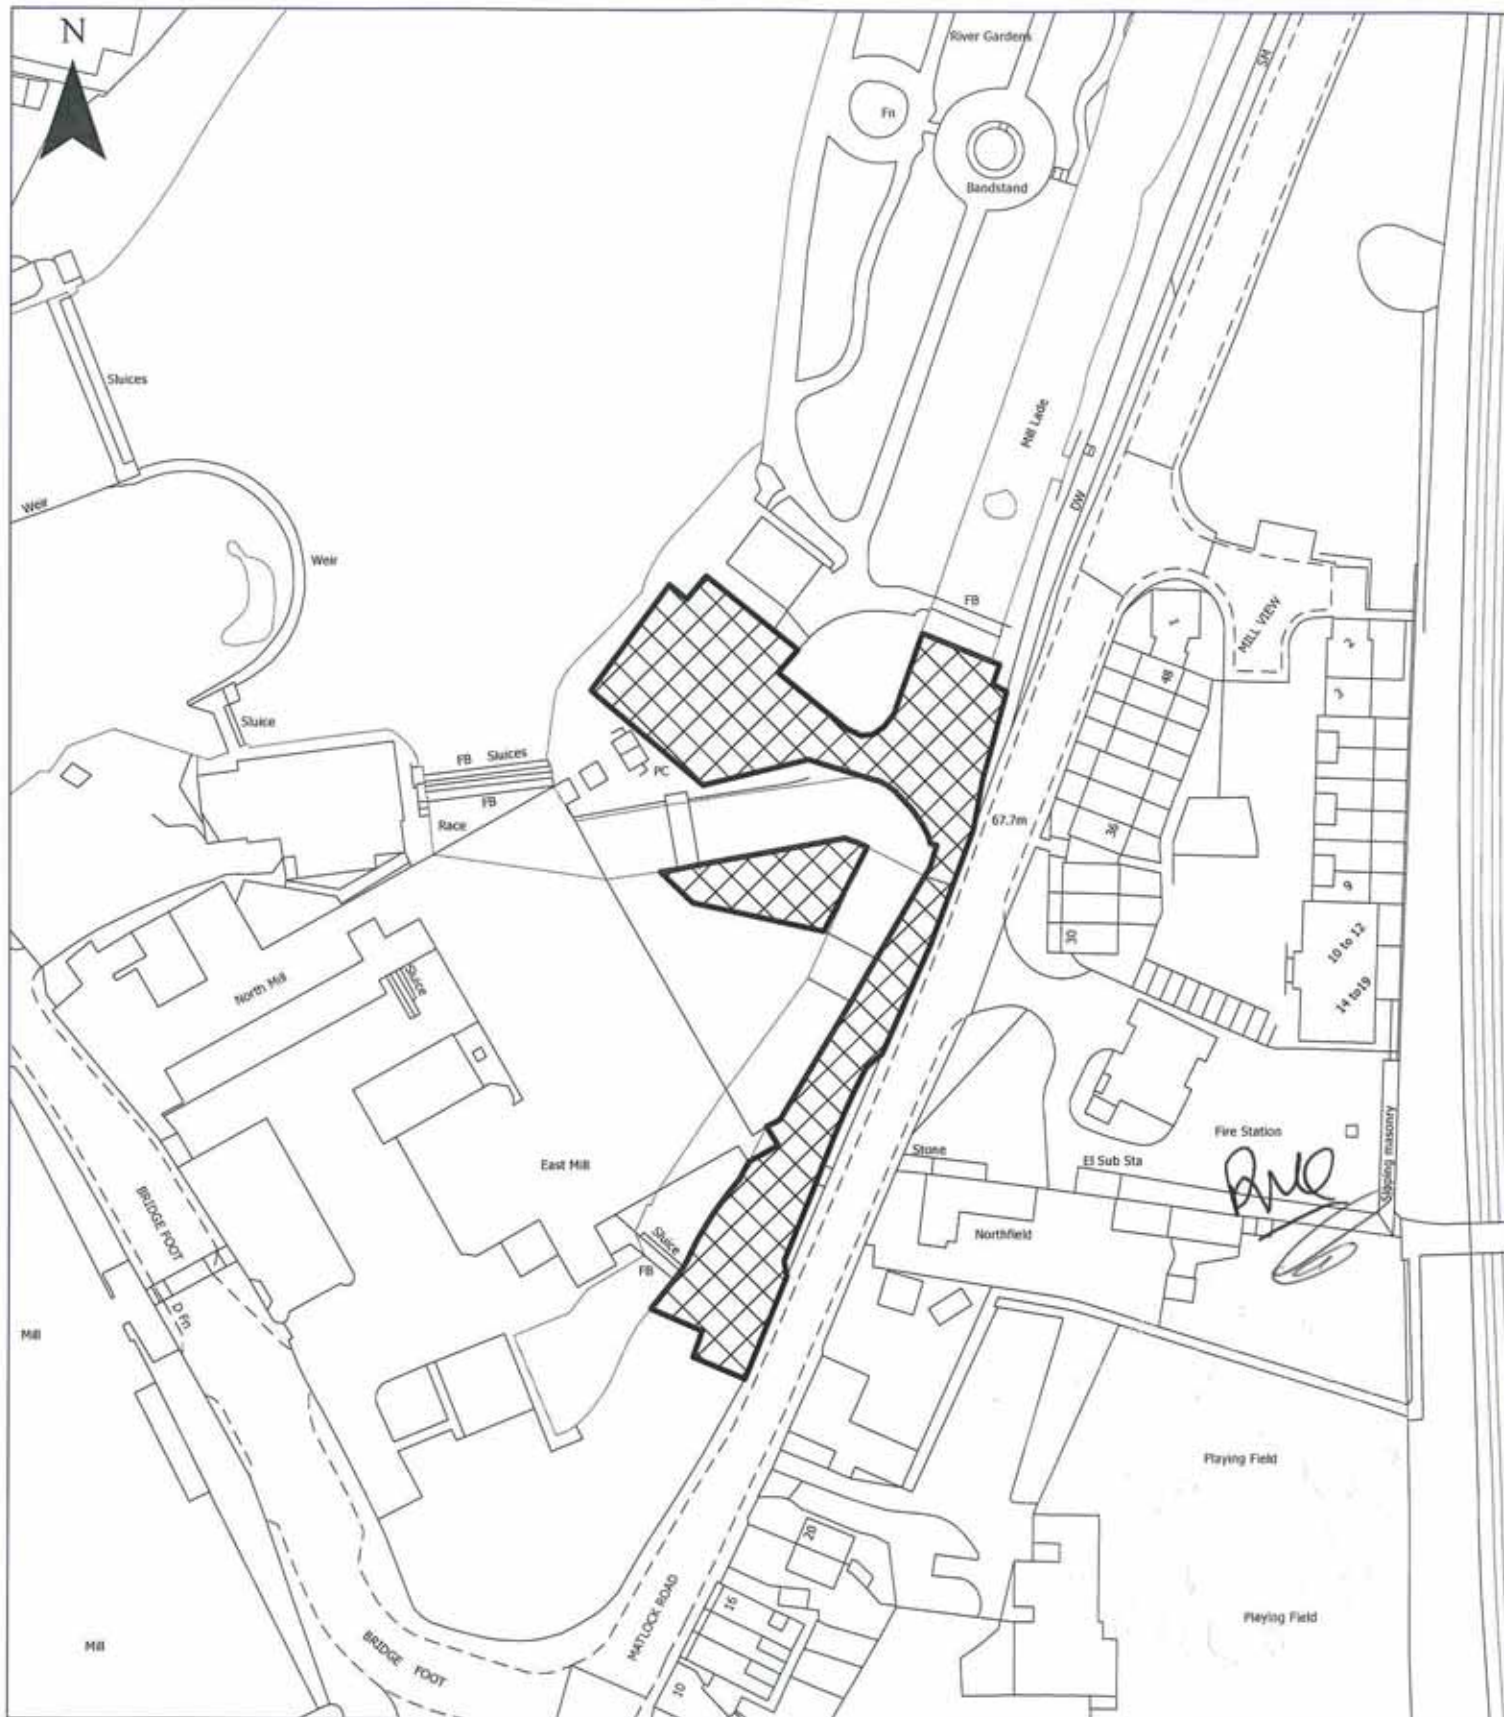 N
River Gardens
SM
Fn
Bandstand
Sluices
Mill Lade
El
DW
Weir
Weir
FB
1
MILL VIEW
2
48
3
Sluice
FB Sluices
PC
FB
Race
67.7m
36
9
30
10 to 12
North Mill
Sluice
14 to19
Fire Station
Stone
El Sub Sta
Sloping masonry
East Mill
BRIDGE FOOT
Northfield
Sluice
FB
D Fn
Mill
Playing Field
20
MATLOCK ROAD
16
Playing Field
Mill
BRIDGE FOOT
10